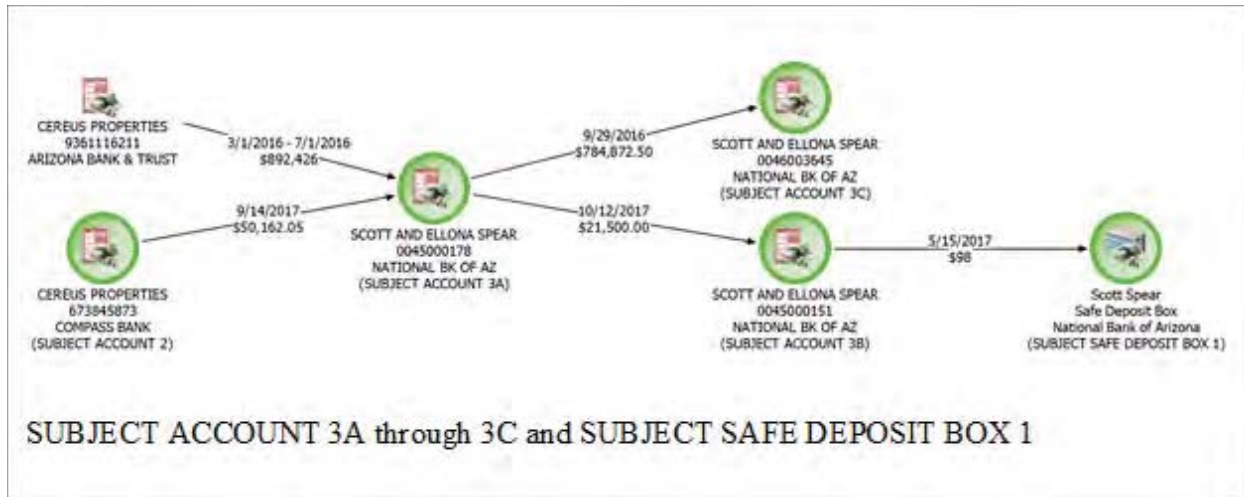 CEREUS PROPERTIES
9361116211
ARIZONA BANK & TRUST
3/1/2016 - 7/1/2016
$892,426
CEREUS PROPERTIES
673845873
COMPASS BANK
(SUBJECT ACCOUNT 2)
9/14/2017
$50,162.05
SCOTT AND ELLONA SPEAR
0045000178
NATIONAL BK OF AZ
(SUBJECT ACCOUNT 3A)
9/29/2016
$784,872.50
SCOTT AND ELLONA SPEAR
0046003645
NATIONAL BK OF AZ
(SUBJECT ACCOUNT 3C)
10/12/2017
$21,500.00
SCOTT AND ELLONA SPEAR
0045000151
NATIONAL BK OF AZ
(SUBJECT ACCOUNT 3B)
5/15/2017
$98
Scott Spear
Safe Deposit Box
National Bank of Arizona
(SUBJECT SAFE DEPOSIT BOX 1)
SUBJECT ACCOUNT 3A through 3C and SUBJECT SAFE DEPOSIT BOX 1